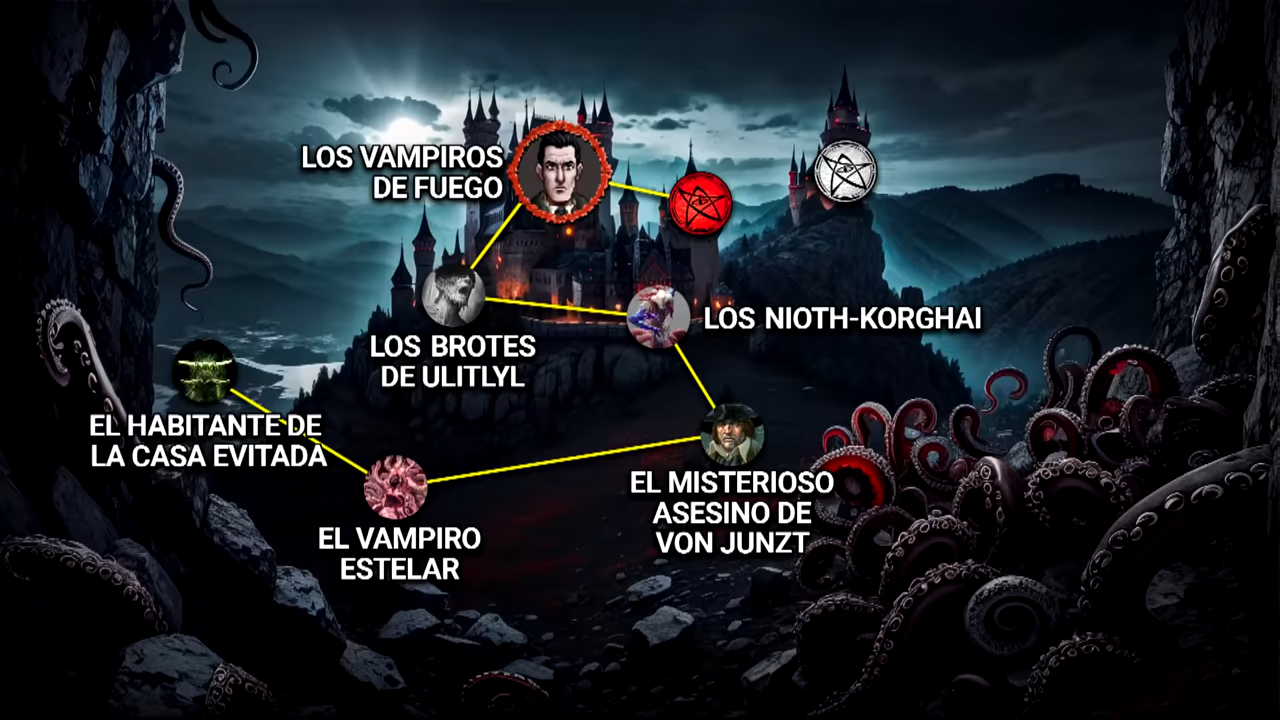 LOS VAMPIROS
DE FUEGO
LOS NIOTH-KORGHAI
LOS BROTES
DE ULITLYL
EL HABITANTE DE
LA CASA EVITADA
EL MISTERIOSO
ASESINO DE
VON JUNZT
EL VAMPIRO
ESTELAR